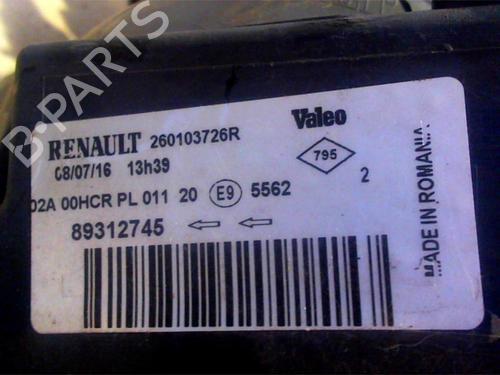 B-PARTS
RENAULT 260103726R
Valeo
08/07/16 13h39
795
2
02A 00HCR PL 011 20 E9 5562
89312745
MADE IN ROMANIA